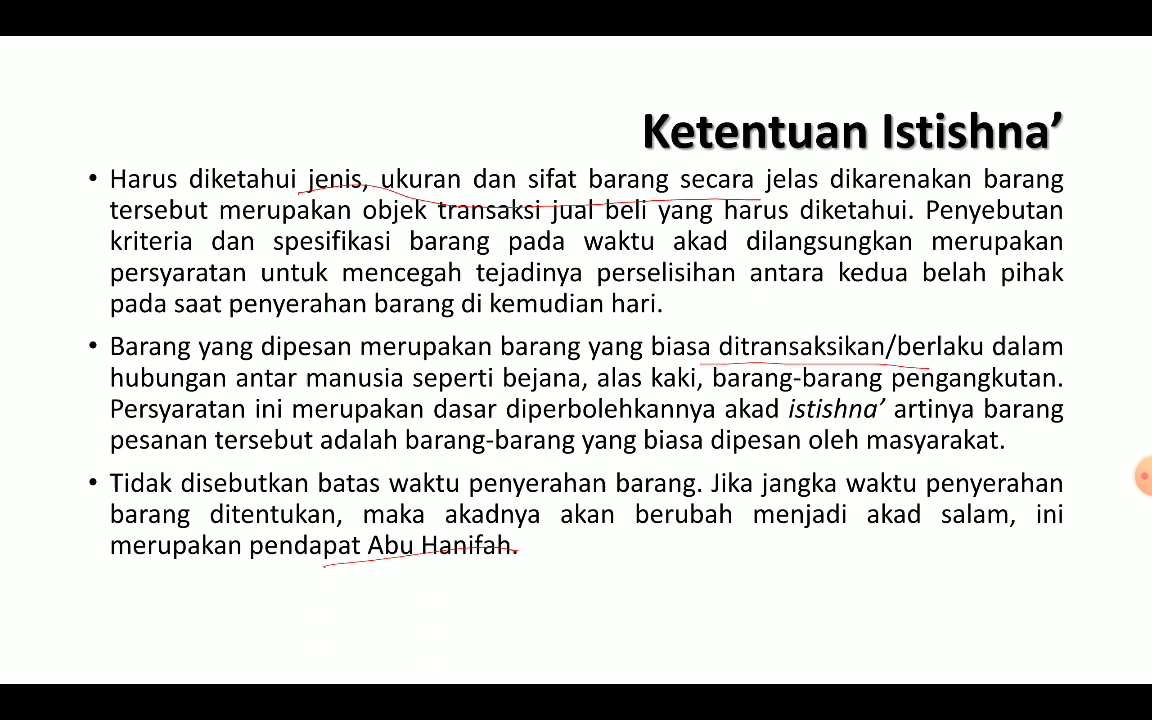 Ketentuan Istishna’
• Harus diketahui jenis, ukuran dan sifat barang secara jelas dikarenakan barang
tersebut merupakan objek transaksi jual beli yang harus diketahui. Penyebutan
kriteria dan spesifikasi barang pada waktu akad dilangsungkan merupakan
persyaratan untuk mencegah tejadinya perselisihan antara kedua belah pihak
pada saat penyerahan barang di kemudian hari.
• Barang yang dipesan merupakan barang yang biasa ditransaksikan/berlaku dalam
hubungan antar manusia seperti bejana, alas kaki, barang-barang pengangkutan.
Persyaratan ini merupakan dasar diperbolehkannya akad istishna’ artinya barang
pesanan tersebut adalah barang-barang yang biasa dipesan oleh masyarakat.
• Tidak disebutkan batas waktu penyerahan barang. Jika jangka waktu penyerahan
barang ditentukan, maka akadnya akan berubah menjadi akad salam, ini
merupakan pendapat Abu Hanifah.